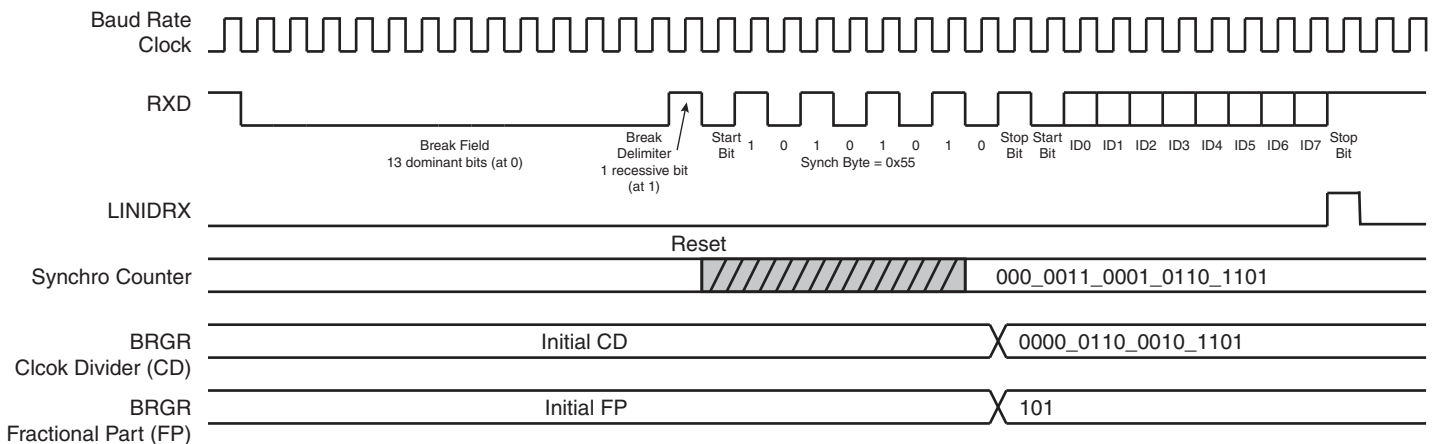 Baud Rate
Clock
RXD
Break Field
13 dominant bits (at 0)
Break
Delimiter
1 recessive bit
(at 1)
Start
Bit
1 0 1 0 1 0 1 0
Synch Byte = 0x55
Stop
Bit
Start
Bit
ID0 ID1 ID2 ID3 ID4 ID5 ID6 ID7
Stop
Bit
LINIDRX
Reset
Synchro Counter
000_0011_0001_0110_1101
BRGR
Clcok Divider (CD)
Initial CD
0000_0110_0010_1101
BRGR
Fractional Part (FP)
Initial FP
101